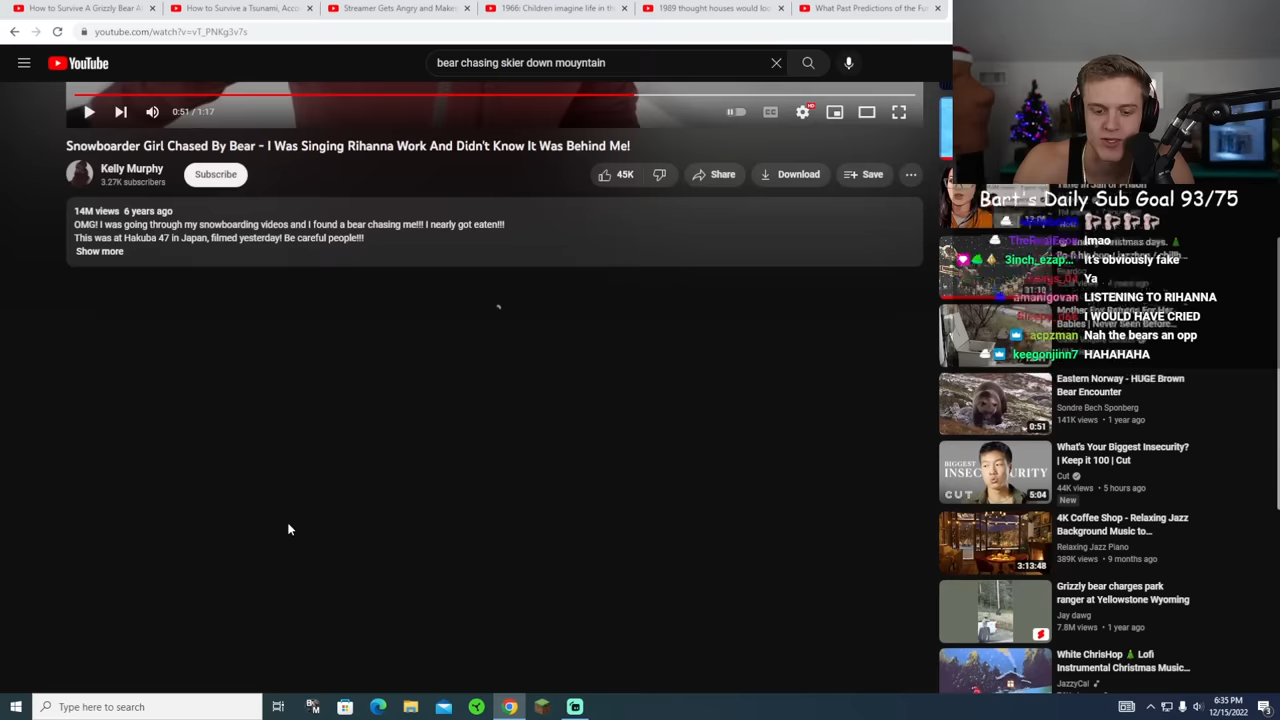 How to Survive A Grizzly Bear At
How to Survive a Tsunami, Acco
Streamer Gets Angry and Makes
1966: Children imagine life in th
1989 thought houses would loo
What Past Predictions of the Fu
youtube.com/watch?v=vT_PNKg3v7s
YouTube
bear chasing skier down mouyntain
0:51 / 1:17
CC
HD
Snowboarder Girl Chased By Bear - I Was Singing Rihanna Work And Didn't Know It Was Behind Me!
Kelly Murphy
3.27K subscribers
Subscribe
45K
Share
Download
Save
14M views 6 years ago
OMG! I was going through my snowboarding videos and I found a bear chasing me!!! I nearly got eaten!!!
This was at Hakuba 47 in Japan, filmed yesterday! Be careful people!!!
Show more
Bart's Daily Sub Goal 93/75
lmao
3inch_ezap... It's obviously fake
Ya
amanigovan LISTENING TO RIHANNA
I WOULD HAVE CRIED
acpzman Nah the bears an opp
keegonjinn7 HAHAHAHA
Eastern Norway - HUGE Brown
Bear Encounter
Sondre Bech Sponberg
141K views • 1 year ago
0:51
What's Your Biggest Insecurity?
| Keep it 100 | Cut
Cut
44K views • 5 hours ago
New
BIGGEST
INSECURITY
CUT
5:04
4K Coffee Shop - Relaxing Jazz
Background Music to...
Relaxing Jazz Piano
389K views • 9 months ago
3:13:48
Grizzly bear charges park
ranger at Yellowstone Wyoming
Jay dawg
7.8M views • 1 year ago
White ChrisHop 🎄 Lofi
Instrumental Christmas Music...
JazzyCal
Type here to search
6:35 PM
12/15/2022